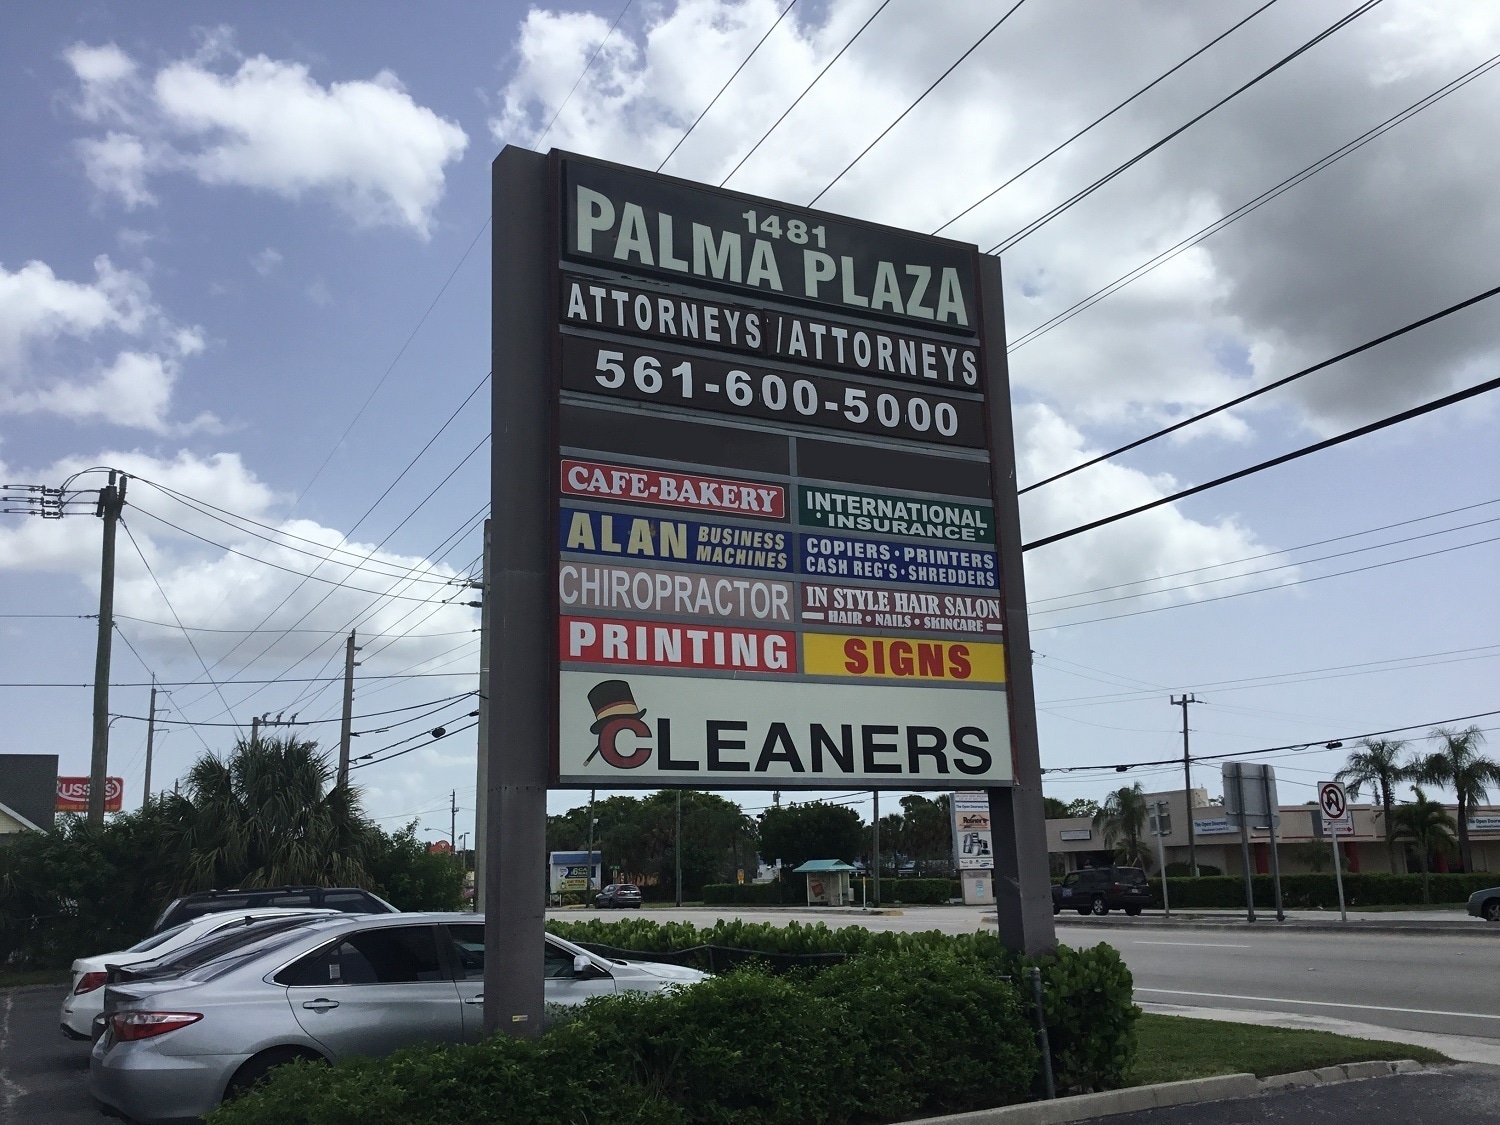 1481
PALMA PLAZA
ATTORNEYS/ATTORNEYS
561-600-5000
CAFE-BAKERY
INTERNATIONAL
• INSURANCE •
ALAN BUSINESS
MACHINES
COPIERS • PRINTERS
CASH REG'S • SHREDDERS
CHIROPRACTOR
IN STYLE HAIR SALON
HAIR • NAILS • SKINCARE
PRINTING
SIGNS
CLEANERS